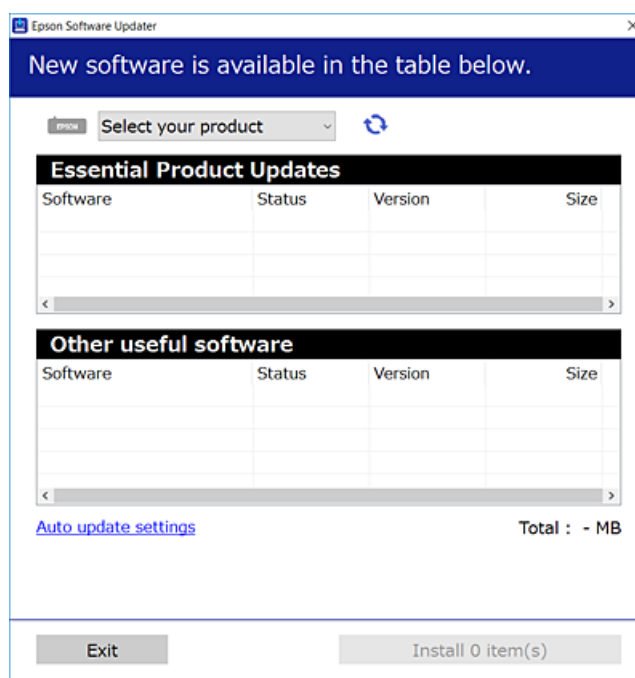 Epson Software Updater
New software is available in the table below.
EPSON Select your product
Essential Product Updates
Software Status Version Size
Other useful software
Software Status Version Size
Auto update settings Total : - MB
Exit Install 0 item(s)